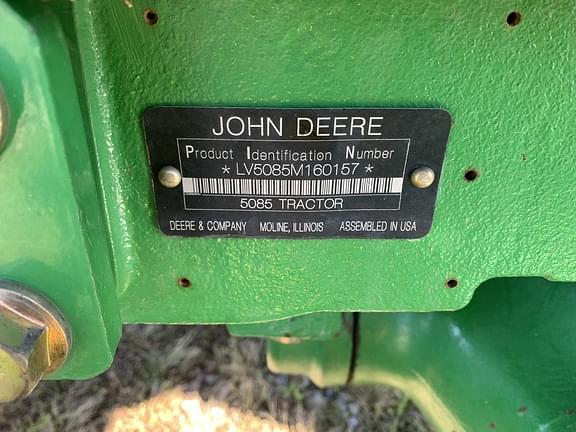 JOHN DEERE
Product Identification Number
* LV5085M160157 *
5085 TRACTOR
DEERE & COMPANY MOLINE, ILLINOIS ASSEMBLED IN USA